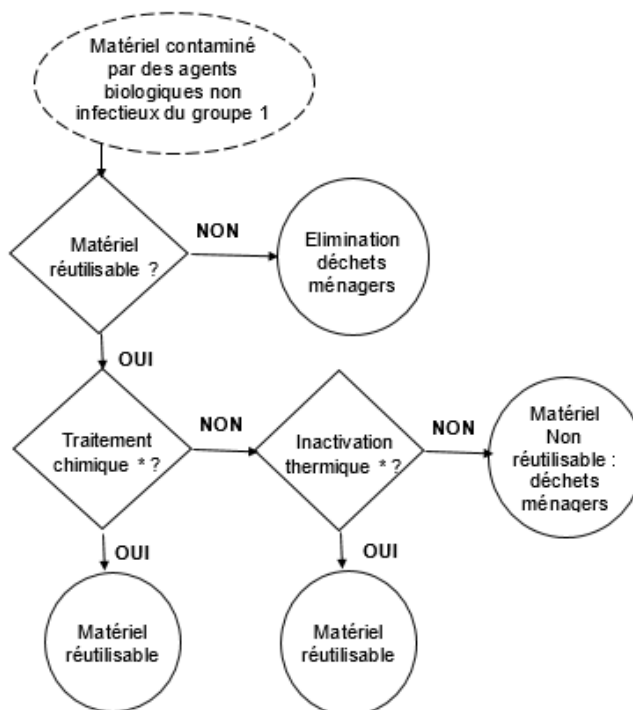 Matériel contaminé
par des agents
biologiques non
infectieux du groupe 1
NON
Matériel
réutilisable ?
Elimination
déchets
ménagers
OUI
Traitement
chimique * ?
NON
Inactivation
thermique * ?
NON
Matériel
Non
réutilisable :
déchets
ménagers
OUI
OUI
Matériel
réutilisable
Matériel
réutilisable